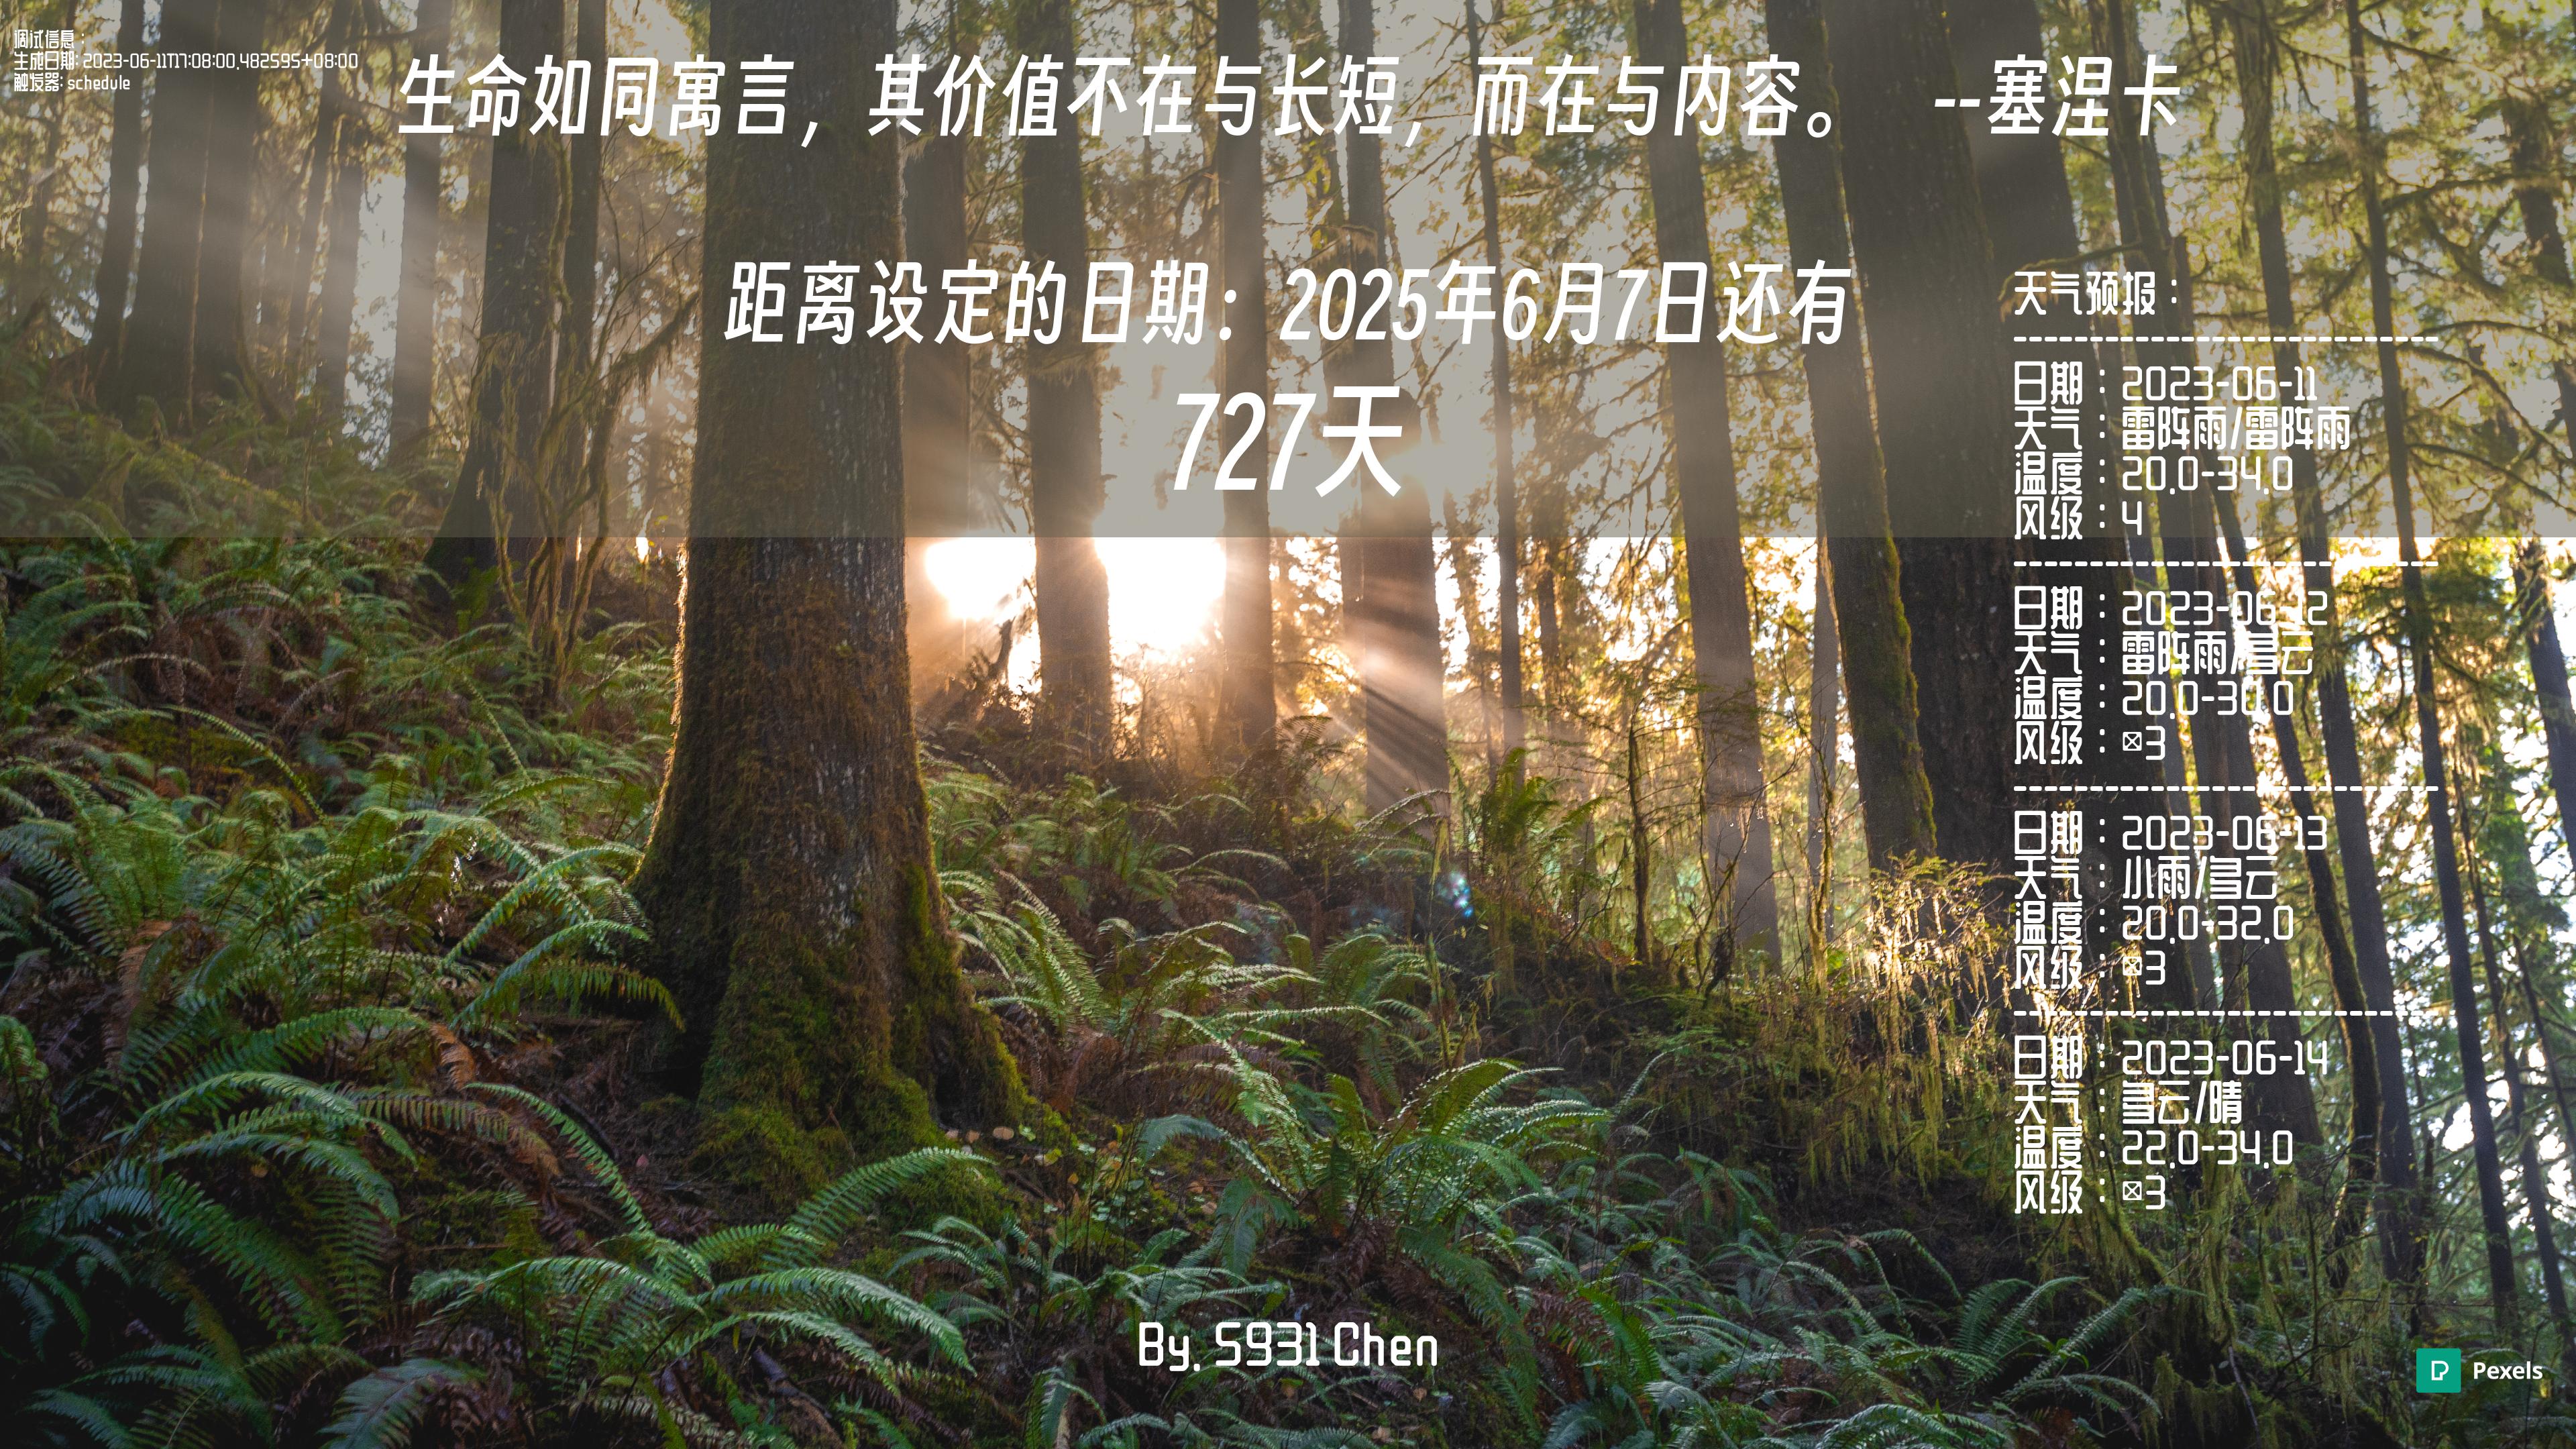 调试信息：
生成日期: 2023-06-11T17:08:00.482595+08:00
触发器: schedule
生命如同寓言，其价值不在与长短，而在与内容。 --塞涅卡
距离设定的日期：2025年6月7日还有
727天
天气预报：
----------------------------
日期：2023-06-11
天气：雷阵雨/雷阵雨
温度：20.0-34.0
风级：4
----------------------------
日期：2023-06-12
天气：雷阵雨/多云
温度：20.0-30.0
风级：☒3
----------------------------
日期：2023-06-13
天气：小雨/多云
温度：20.0-32.0
风级：☒3
----------------------------
日期：2023-06-14
天气：多云/晴
温度：22.0-34.0
风级：☒3
By. S931 Chen
Pexels